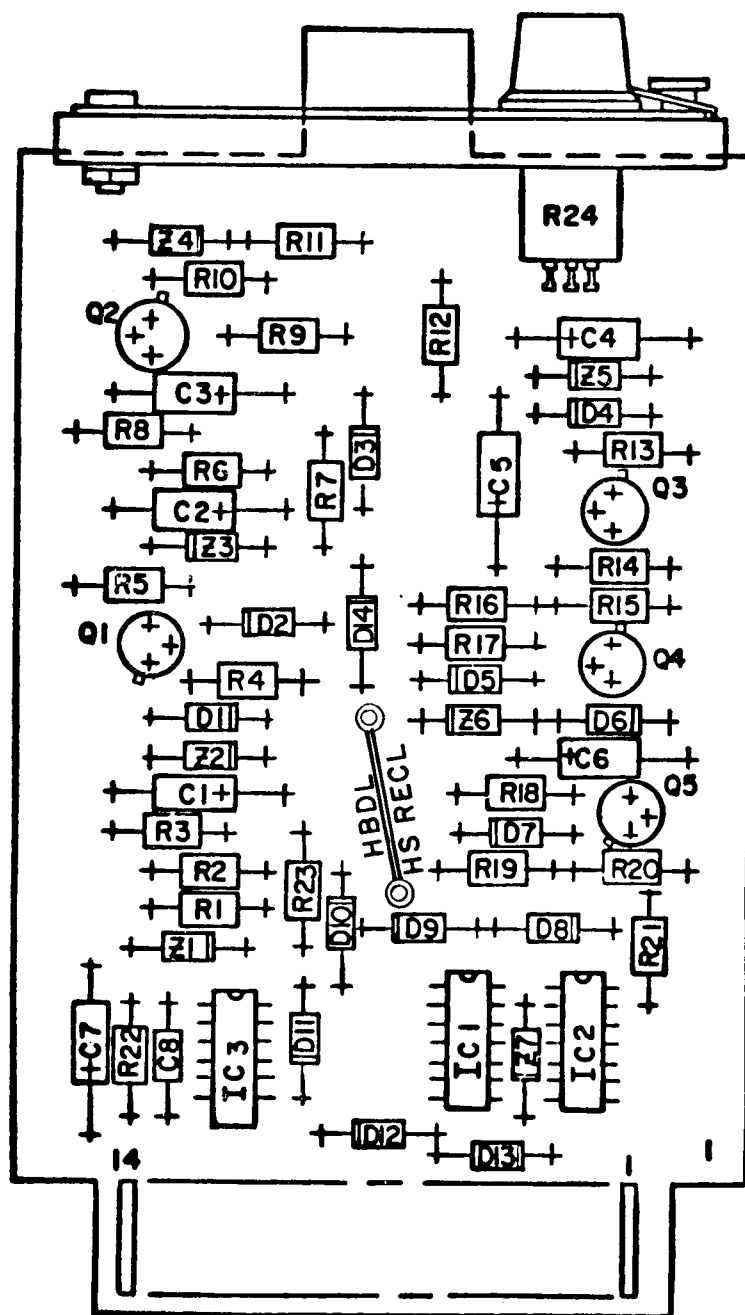 R24
Z4
R11
R10
Q2
R9
R12
C4
Z5
C3+
D4
R8
D3
R13
R6
R7
C5
Q3
C2+
Z3
R14
R5
R16
R15
D2
D14
Q1
R17
Q4
R4
D5
D1
Z6
D6
Z2
C6
C1+
R18
Q5
HBDL
HS RECL
R3
D7
R2
R23
R19
R20
R1
D10
D9
D8
R21
Z1
C7
R22
C8
IC3
D11
IC1
Z7
IC2
D12
D13
14
1
1